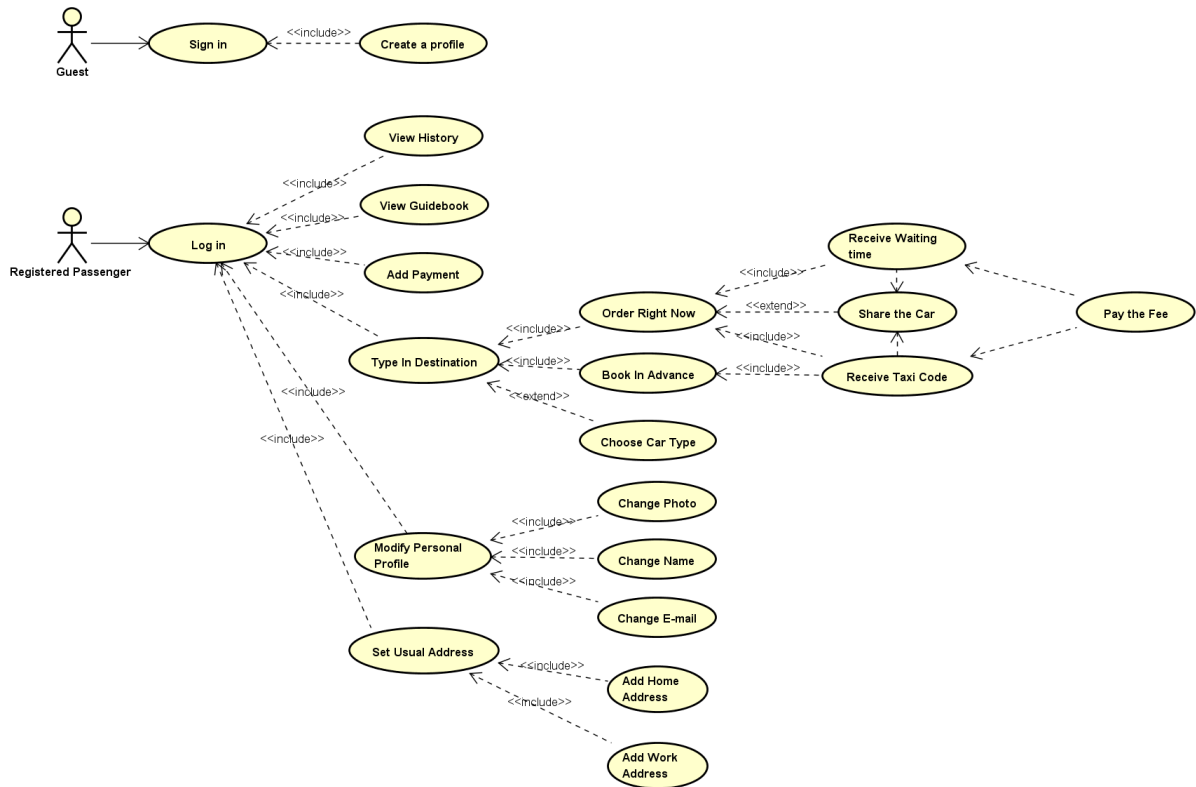 <<include>>
Sign in
Create a profile
Guest
View History
<<include>>
View Guidebook
<<include>>
Log in
<<include>>
Registered Passenger
Add Payment
<<include>>
Receive Waiting
time
<<include>>
<<extend>>
Order Right Now
Share the Car
Pay the Fee
<<include>>
<<include>>
Type In Destination
<<include>>
Book In Advance
<<include>>
Receive Taxi Code
<<extend>>
<<include>>
<<include>>
Choose Car Type
Change Photo
<<include>>
Modify Personal
Profile
<<include>>
Change Name
<<include>>
Change E-mail
Set Usual Address
<<include>>
Add Home
Address
<<include>>
Add Work
Address